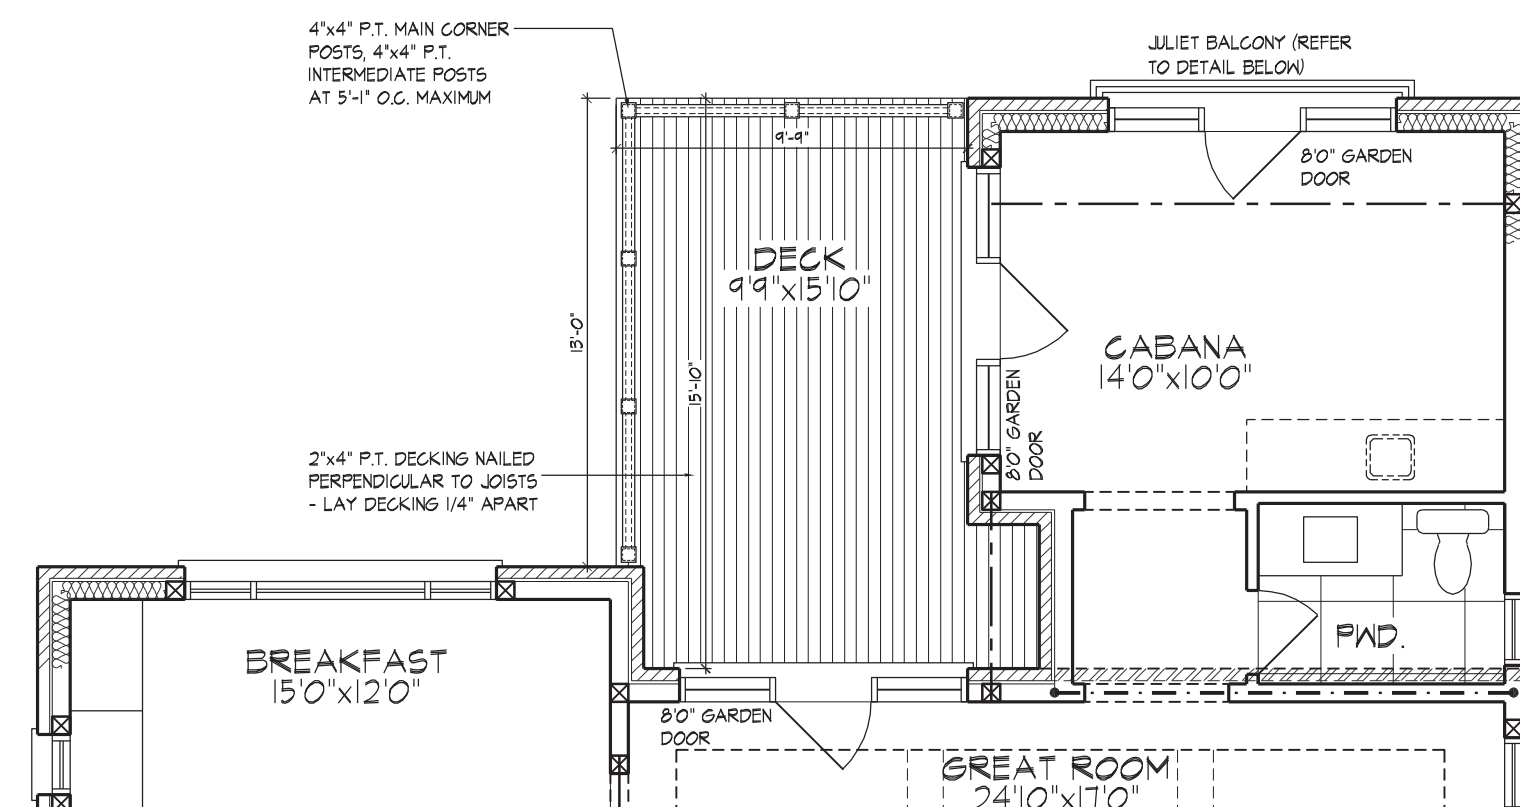 4"x4" P.T. MAIN CORNER
POSTS, 4"x4" P.T.
INTERMEDIATE POSTS
AT 5'-1" O.C. MAXIMUM
JULIET BALCONY (REFER
TO DETAIL BELOW)
9'-9"
8'0" GARDEN
DOOR
DECK
9'9"x15'10"
13'-0"
15'-10"
CABANA
14'0"x10'0"
8'0" GARDEN
DOOR
2"x4" P.T. DECKING NAILED
PERPENDICULAR TO JOISTS
- LAY DECKING 1/4" APART
PWD.
BREAKFAST
15'0"x12'0"
8'0" GARDEN
DOOR
GREAT ROOM
24'10"x17'0"